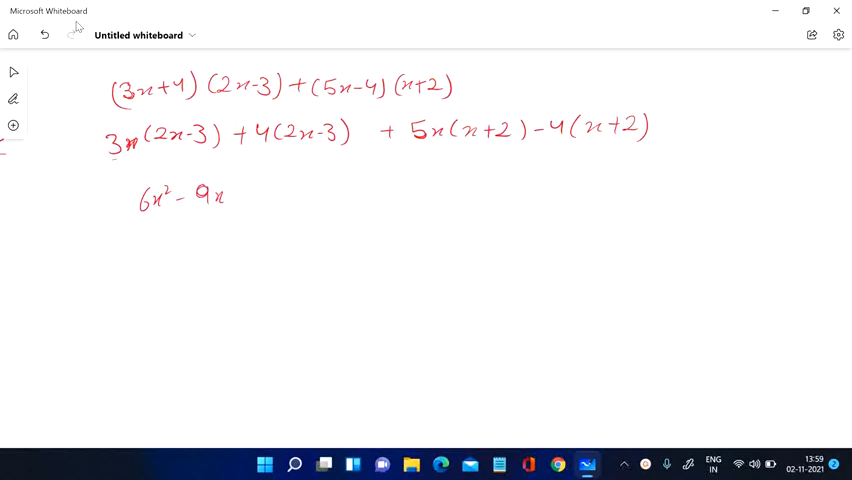 Microsoft Whiteboard
Untitled whiteboard
(3x+4) (2x-3) + (5x-4) (x+2)
3x(2x-3) + 4(2x-3) + 5x(x+2) - 4(x+2)
6x² - 9x
ENG
IN
13:59
02-11-2021
2